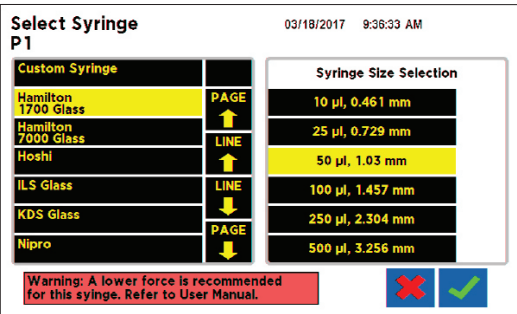 Select Syringe
03/18/2017 9:36:33 AM
P1
Custom Syringe
Hamilton
1700 Glass
Hamilton
7000 Glass
Hoshi
ILS Glass
KDS Glass
Nipro
PAGE
LINE
LINE
PAGE
Syringe Size Selection
10 µl, 0.461 mm
25 µl, 0.729 mm
50 µl, 1.03 mm
100 µl, 1.457 mm
250 µl, 2.304 mm
500 µl, 3.256 mm
Warning: A lower force is recommended
for this syinge. Refer to User Manual.